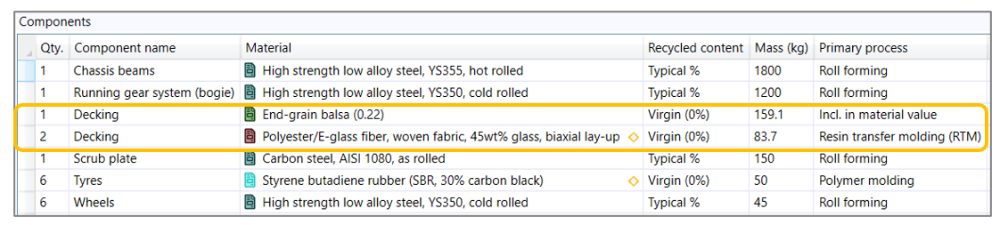 Components
Qty. Component name Material Recycled content Mass (kg) Primary process
1 Chassis beams High strength low alloy steel, YS355, hot rolled Typical % 1800 Roll forming
1 Running gear system (bogie) High strength low alloy steel, YS350, cold rolled Typical % 1200 Roll forming
1 Decking End-grain balsa (0.22) Virgin (0%) 159.1 Incl. in material value
2 Decking Polyester/E-glass fiber, woven fabric, 45wt% glass, biaxial lay-up Virgin (0%) 83.7 Resin transfer molding (RTM)
1 Scrub plate Carbon steel, AISI 1080, as rolled Typical % 150 Roll forming
6 Tyres Styrene butadiene rubber (SBR, 30% carbon black) Virgin (0%) 50 Polymer molding
6 Wheels High strength low alloy steel, YS350, cold rolled Typical % 45 Roll forming